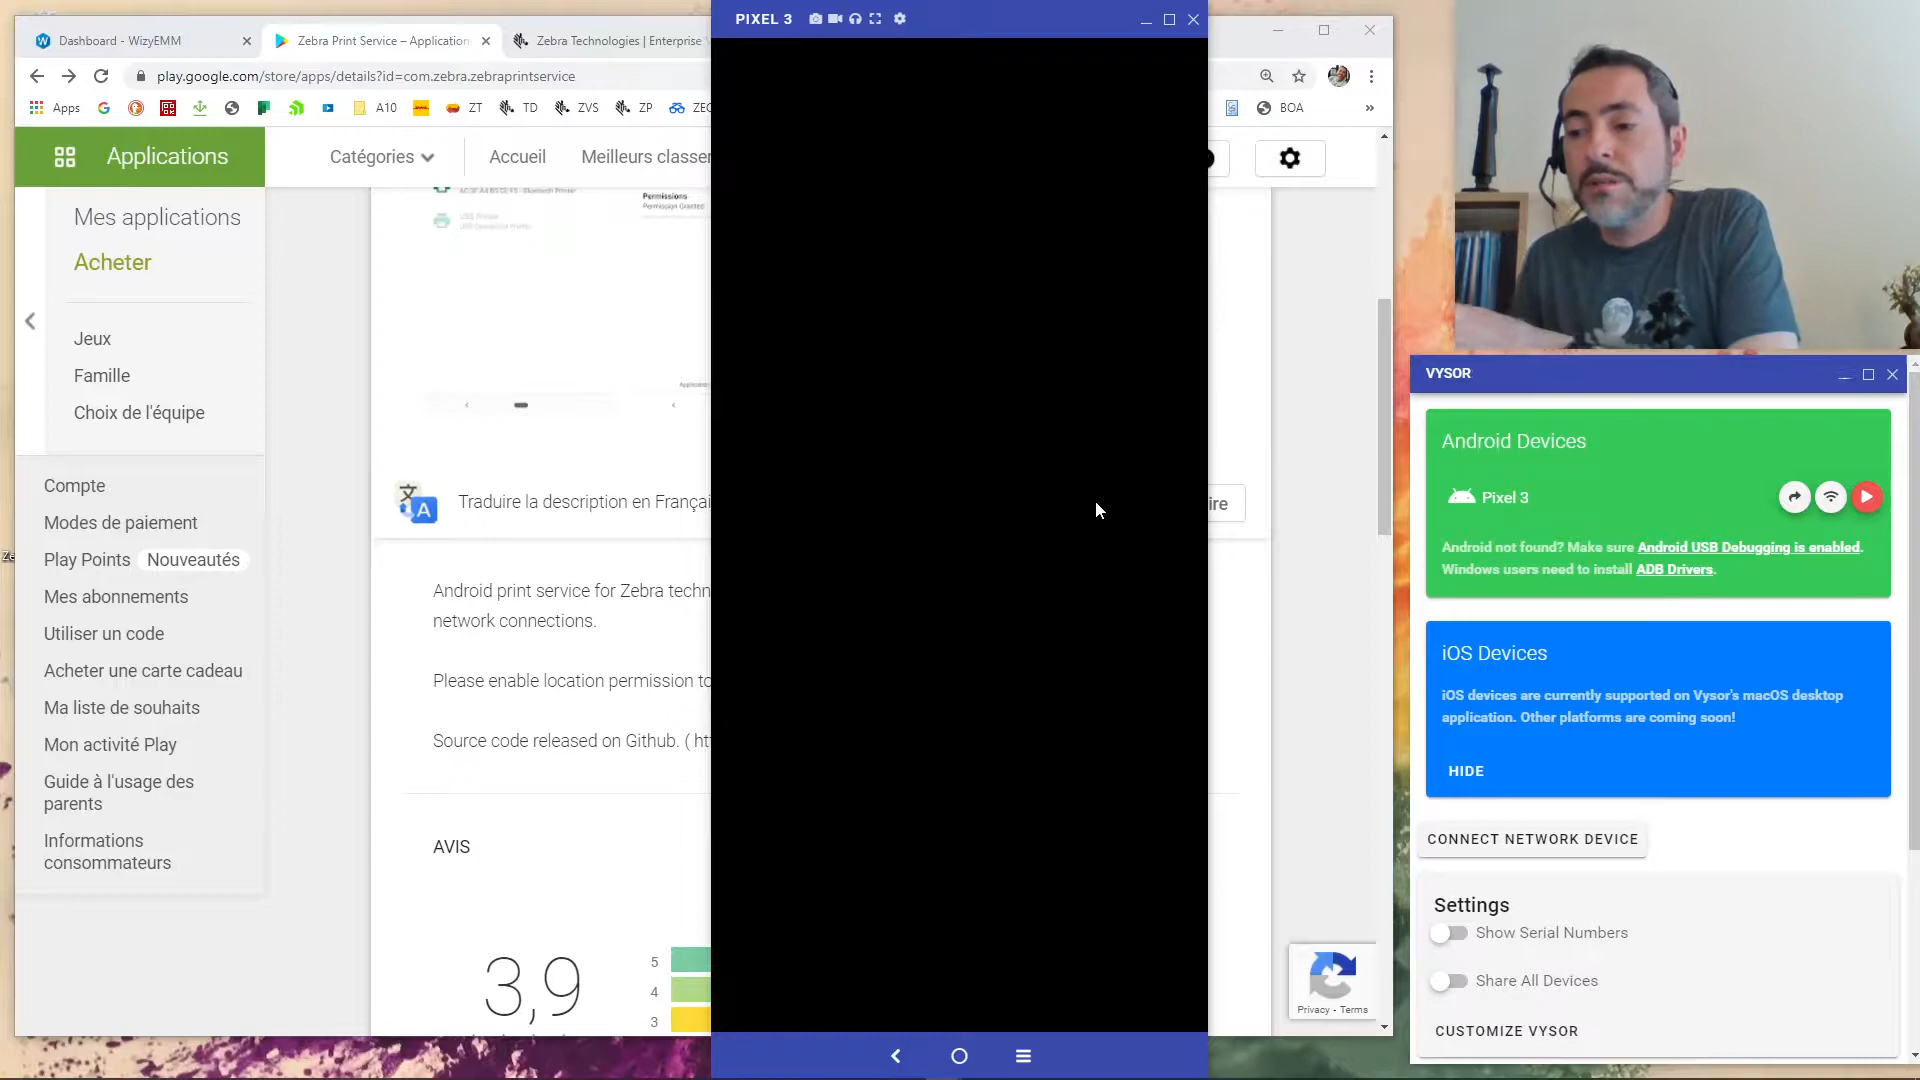 Dashboard - WizyEMM
Zebra Print Service – Application
Zebra Technologies | Enterprise
play.google.com/store/apps/details?id=com.zebra.zebraprintservice
Apps
A10
ZT
TD
ZVS
ZP
BOA
»
PIXEL 3
Applications
Catégories
Accueil
Meilleurs classe
Mes applications
Acheter
Jeux
Famille
Choix de l'équipe
Compte
Modes de paiement
Play Points Nouveautés
Mes abonnements
Utiliser un code
Acheter une carte cadeau
Ma liste de souhaits
Mon activité Play
Guide à l'usage des
parents
Informations
consommateurs
Permissions
Permission Granted
Traduire la description en Françai
ire
Android print service for Zebra techn
network connections.
Please enable location permission to
Source code released on Github. ( ht
AVIS
3,9
5
4
3
Privacy - Terms
VYSOR
Android Devices
Pixel 3
Android not found? Make sure Android USB Debugging is enabled.
Windows users need to install ADB Drivers.
iOS Devices
iOS devices are currently supported on Vysor's macOS desktop
application. Other platforms are coming soon!
HIDE
CONNECT NETWORK DEVICE
Settings
Show Serial Numbers
Share All Devices
CUSTOMIZE VYSOR